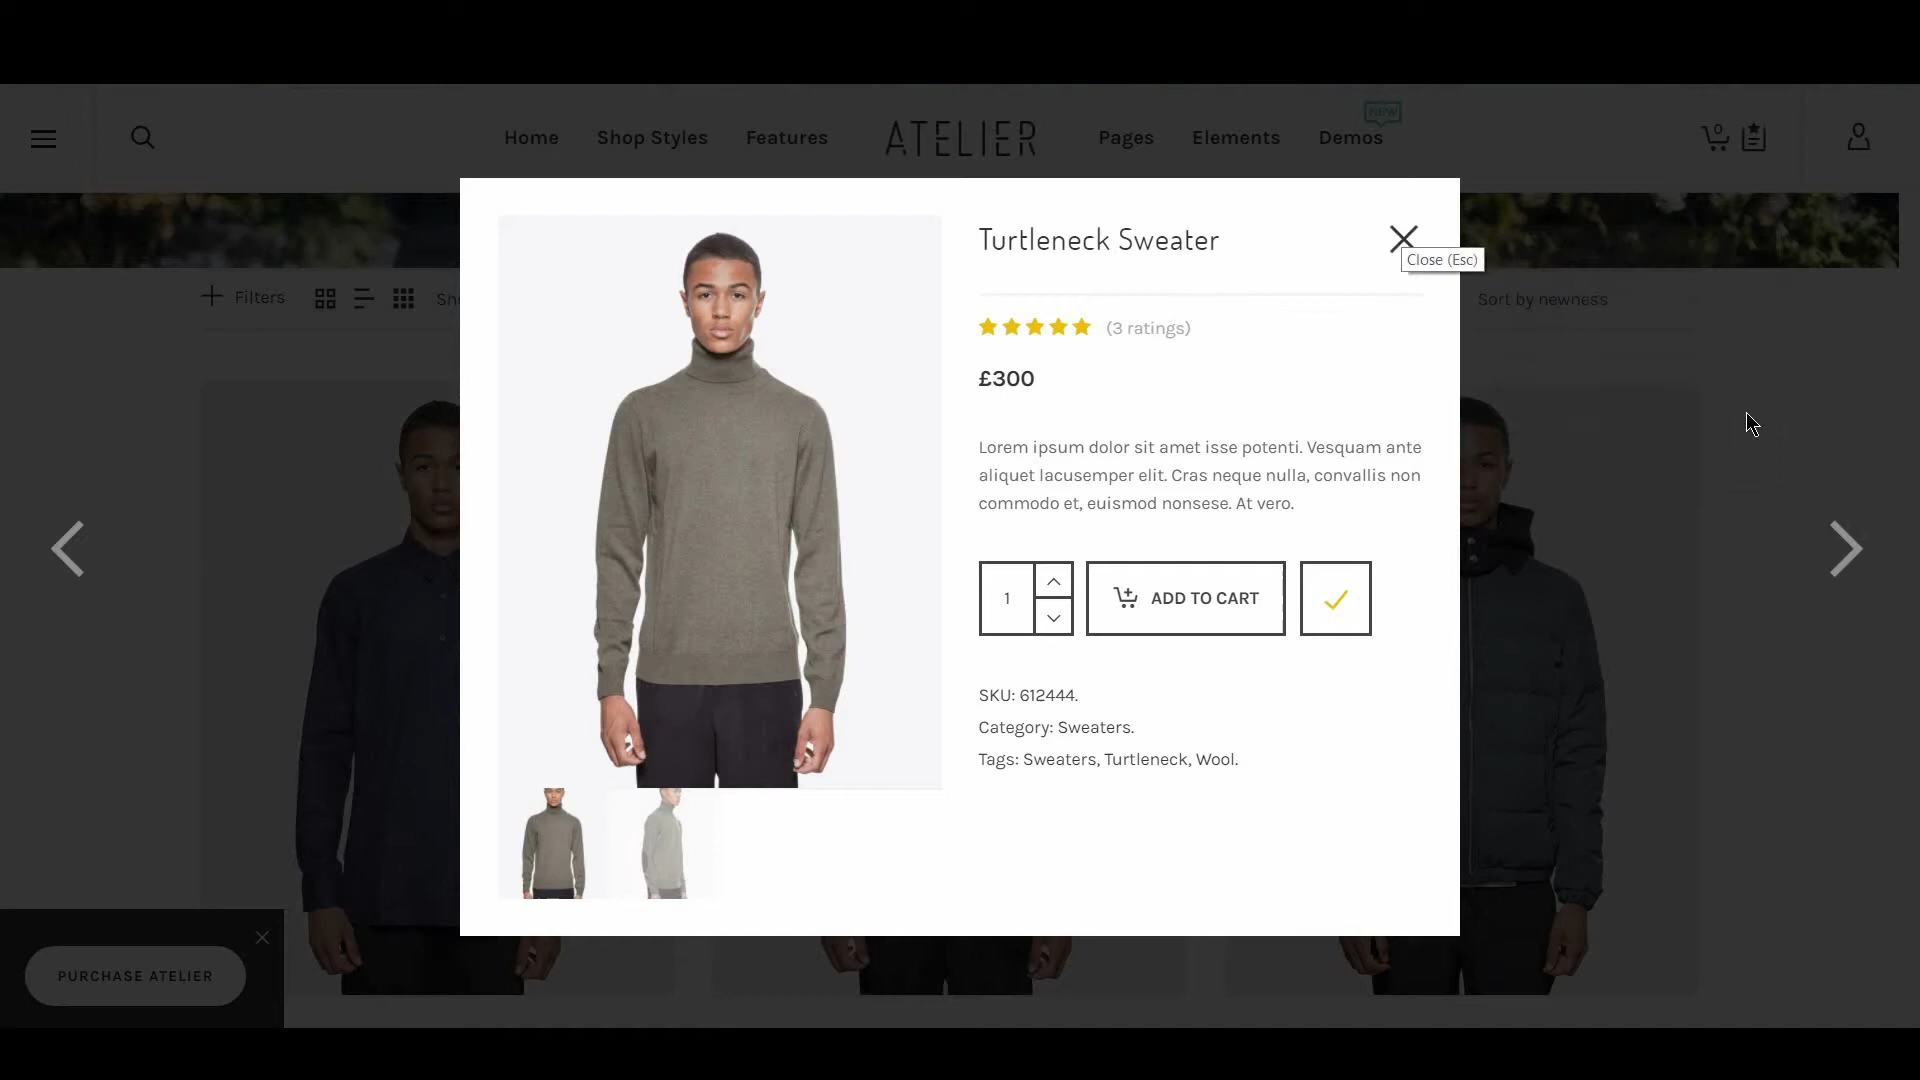 NEW
Home
Shop Styles
Features
ATELIER
Pages
Elements
Demos
0
Turtleneck Sweater
Close (Esc)
Filters
Sort by newness
(3 ratings)
£300
Lorem ipsum dolor sit amet isse potenti. Vesquam ante
aliquet lacusemper elit. Cras neque nulla, convallis non
commodo et, euismod nonsese. At vero.
1
ADD TO CART
SKU: 612444.
Category: Sweaters.
Tags: Sweaters, Turtleneck, Wool.
PURCHASE ATELIER